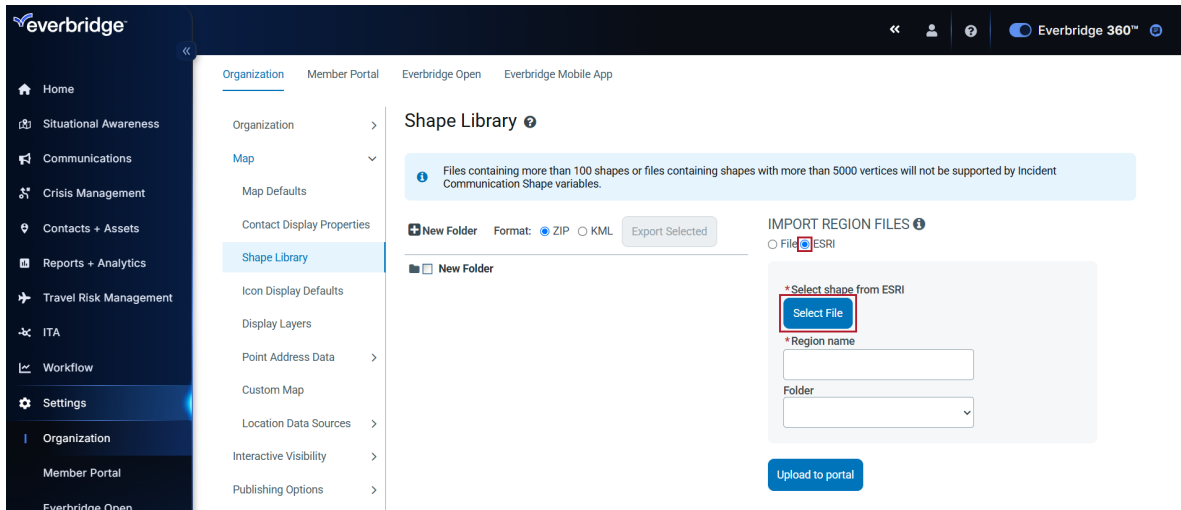 everbridge
Everbridge 360™
Home
Situational Awareness
Communications
Crisis Management
Contacts + Assets
Reports + Analytics
Travel Risk Management
ITA
Workflow
Settings
Organization
Member Portal
Everbridge Open
Organization Member Portal Everbridge Open Everbridge Mobile App
Organization
Map
Map Defaults
Contact Display Properties
Shape Library
Icon Display Defaults
Display Layers
Point Address Data
Custom Map
Location Data Sources
Interactive Visibility
Publishing Options
Shape Library
Files containing more than 100 shapes or files containing shapes with more than 5000 vertices will not be supported by Incident
Communication Shape variables.
New Folder Format: ZIP KML Export Selected
New Folder
IMPORT REGION FILES
File ESRI
*Select shape from ESRI
Select File
*Region name
Folder
Upload to portal